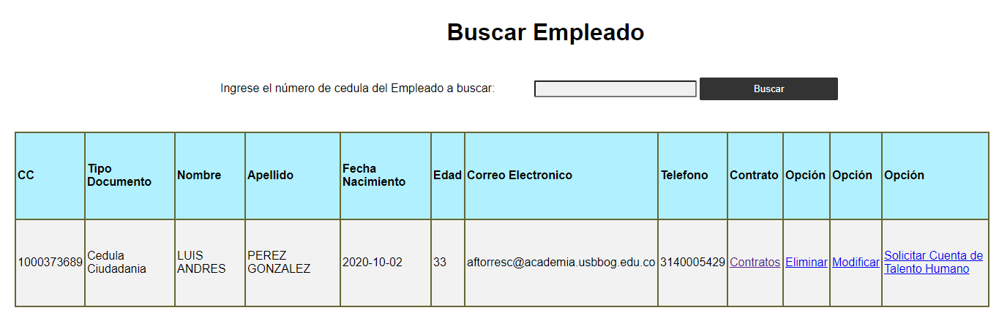 Buscar Empleado
Ingrese el número de cedula del Empleado a buscar: Buscar
CC Tipo Documento Nombre Apellido Fecha Nacimiento Edad Correo Electronico Telefono Contrato Opción Opción Opción
1000373689 Cedula Ciudadania LUIS ANDRES PEREZ GONZALEZ 2020-10-02 33 aftorresc@academia.usbbog.edu.co 3140005429 Contratos Eliminar Modificar Solicitar Cuenta de Talento Humano